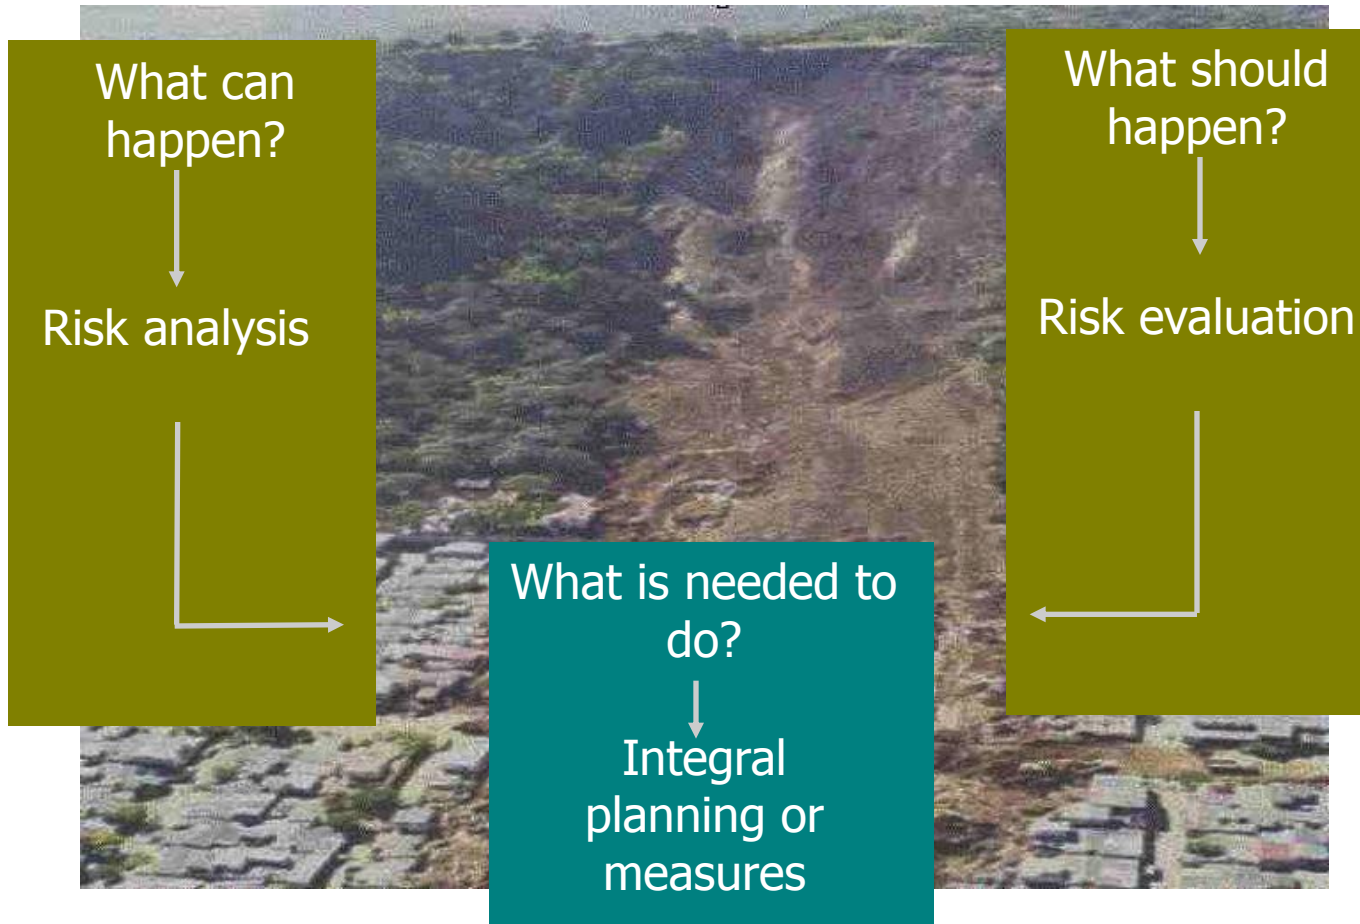 What can
happen?
Risk analysis
What should
happen?
Risk evaluation
What is needed to
do?
Integral
planning or
measures